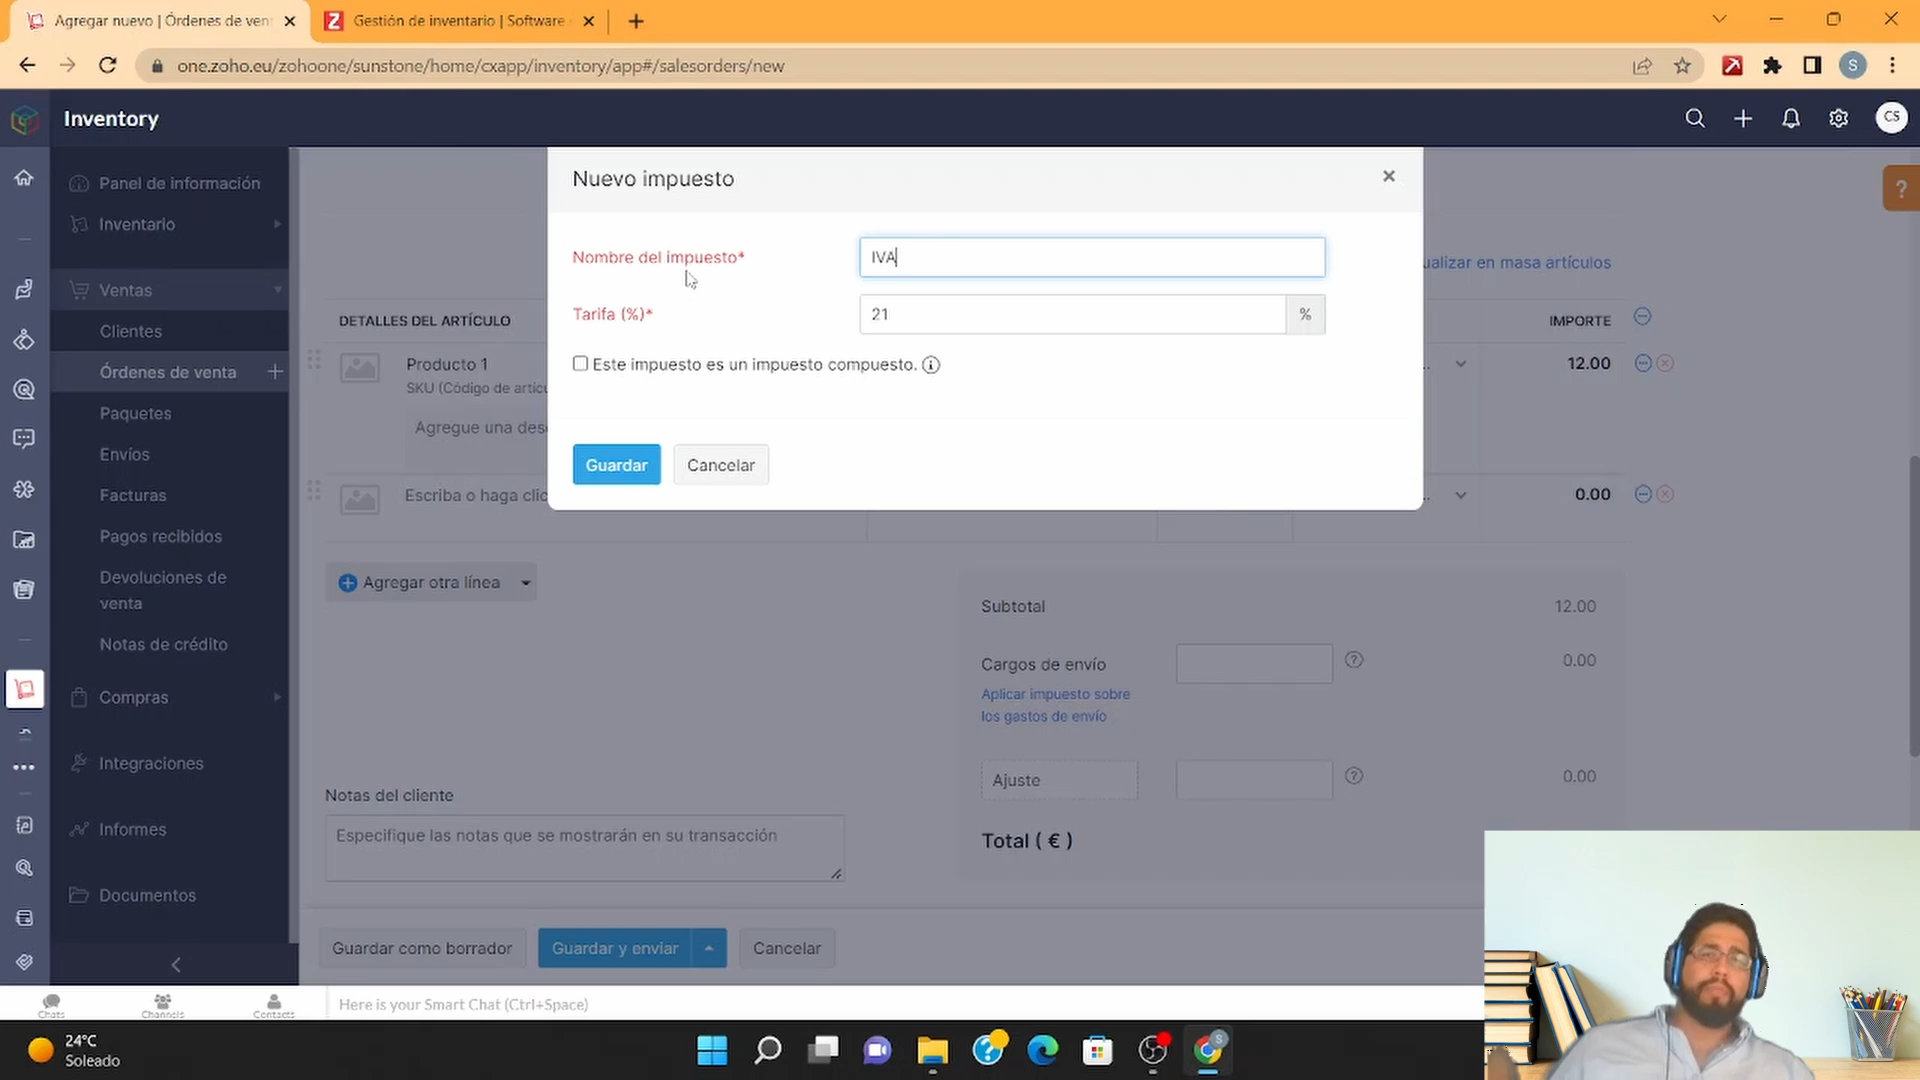 Agregar nuevo | Órdenes de ven
Gestión de inventario | Software
one.zoho.eu/zohoone/sunstone/home/cxapp/inventory/app#/salesorders/new
S
Inventory
CS
Panel de información
Inventario
Ventas
Clientes
Órdenes de venta
Paquetes
Envíos
Facturas
Pagos recibidos
Devoluciones de
venta
Notas de crédito
Compras
Integraciones
Informes
Documentos
Nuevo impuesto
Nombre del impuesto*
IVA
Tarifa (%)*
21
%
Este impuesto es un impuesto compuesto.
Guardar
Cancelar
?
ualizar en masa artículos
DETALLES DEL ARTÍCULO
IMPORTE
Producto 1
SKU (Código de artícu
12.00
Agregue una des
Escriba o haga clic
0.00
Agregar otra línea
Subtotal
12.00
Cargos de envío
0.00
Aplicar impuesto sobre
los gastos de envío
Ajuste
0.00
Total ( € )
Notas del cliente
Especifique las notas que se mostrarán en su transacción
Guardar como borrador
Guardar y enviar
Cancelar
Chats
Channels
Contacts
Here is your Smart Chat (Ctrl+Space)
24°C
Soleado